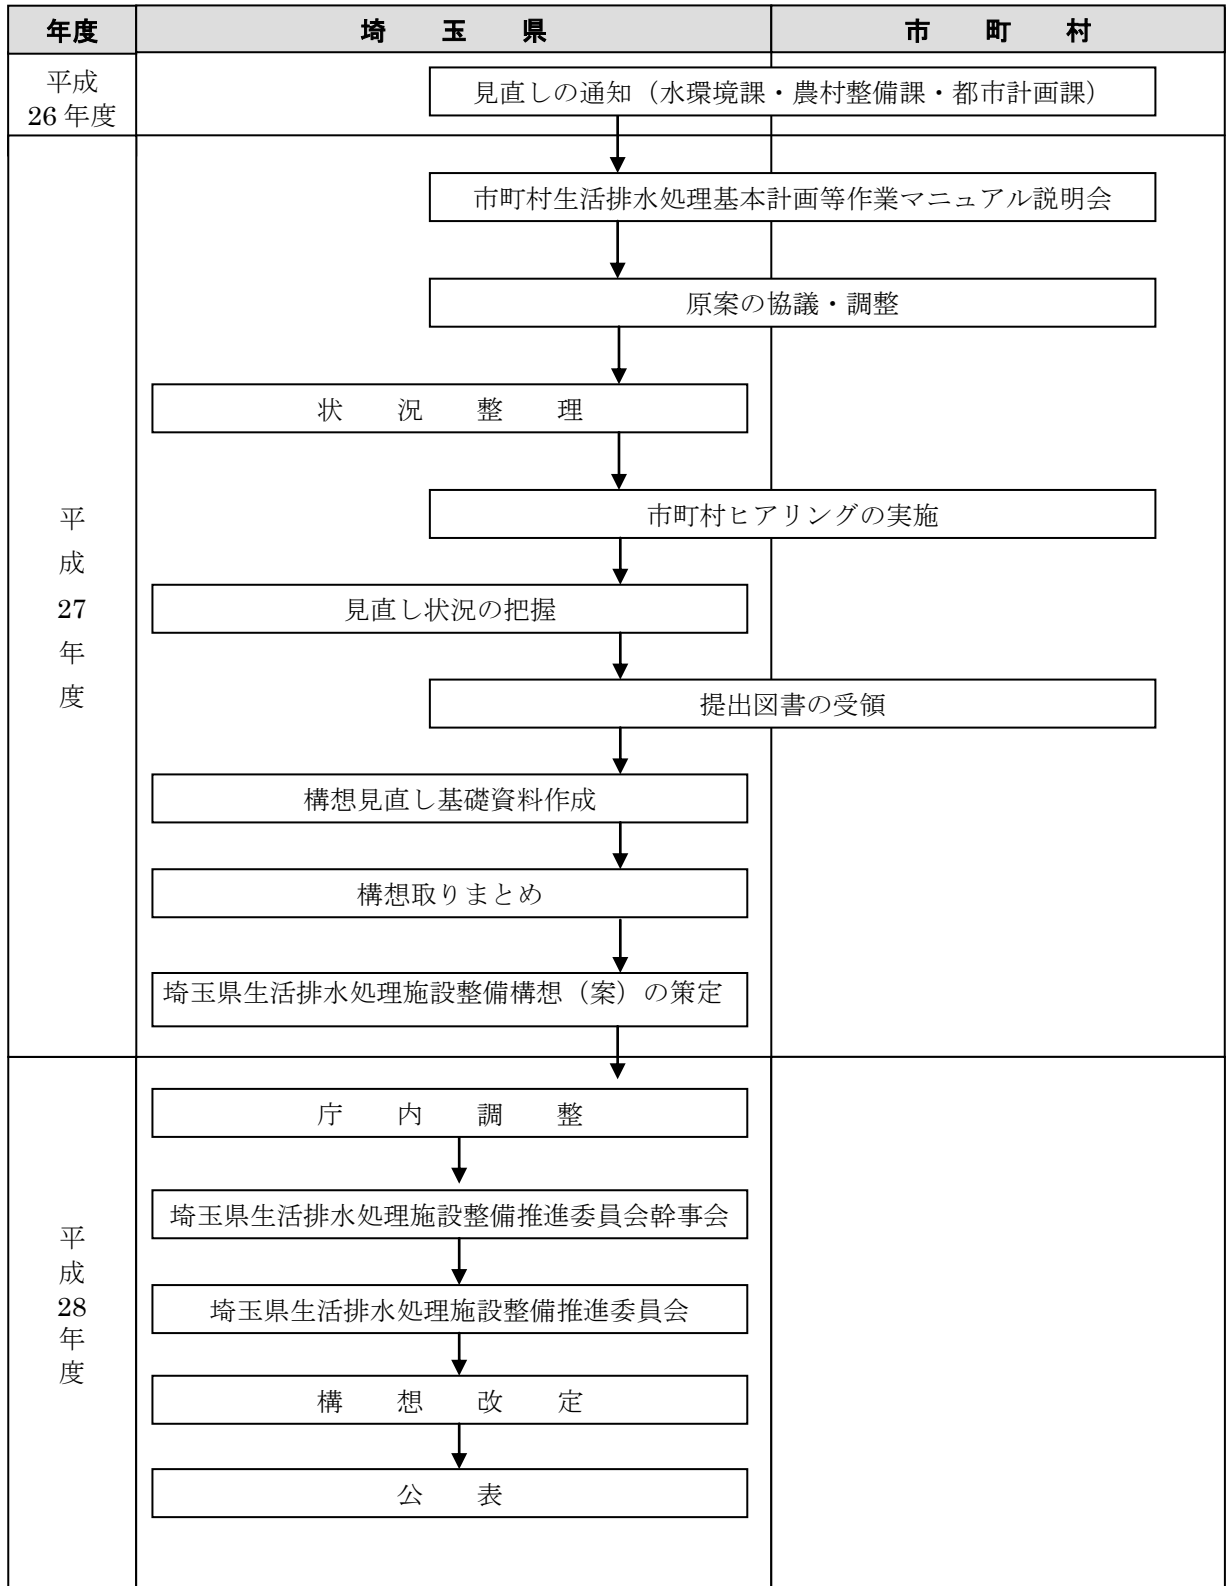 年度 埼 玉 県 市 町 村
平成
26 年度
見直しの通知（水環境課・農村整備課・都市計画課）
平
成
27
年
度
市町村生活排水処理基本計画等作業マニュアル説明会
原案の協議・調整
状 況 整 理
市町村ヒアリングの実施
見直し状況の把握
提出図書の受領
構想見直し基礎資料作成
構想取りまとめ
埼玉県生活排水処理施設整備構想（案）の策定
平
成
28
年
度
庁 内 調 整
埼玉県生活排水処理施設整備推進委員会幹事会
埼玉県生活排水処理施設整備推進委員会
構 想 改 定
公 表